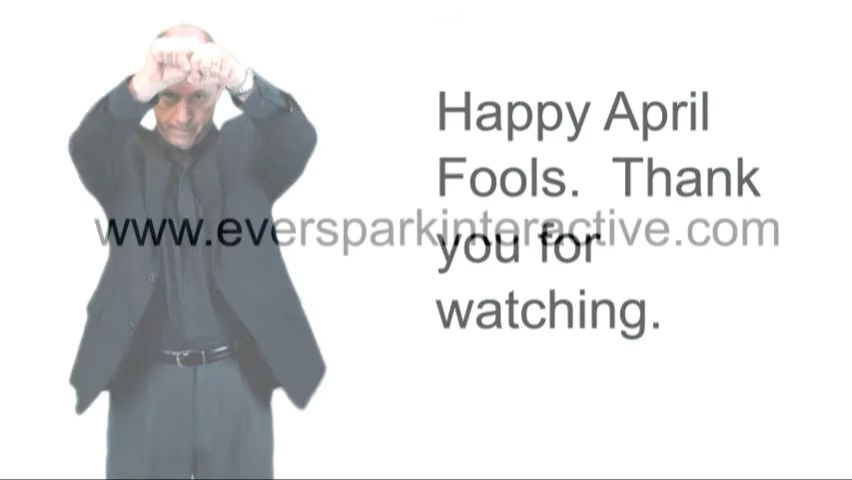 Happy April
Fools. Thank
www.eversparkinteractive.com
you for
watching.